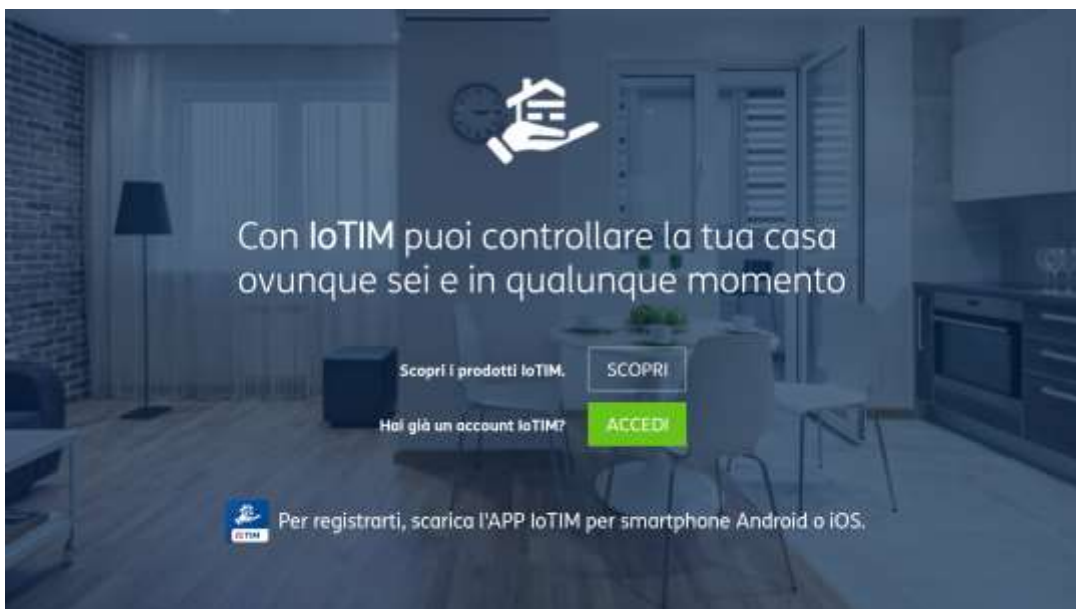 Con IoTIM puoi controllare la tua casa
ovunque sei e in qualunque momento
Scopri i prodotti IoTIM. SCOPRI
Hai già un account IoTIM? ACCEDI
Per registrarti, scarica l'APP IoTIM per smartphone Android o iOS.